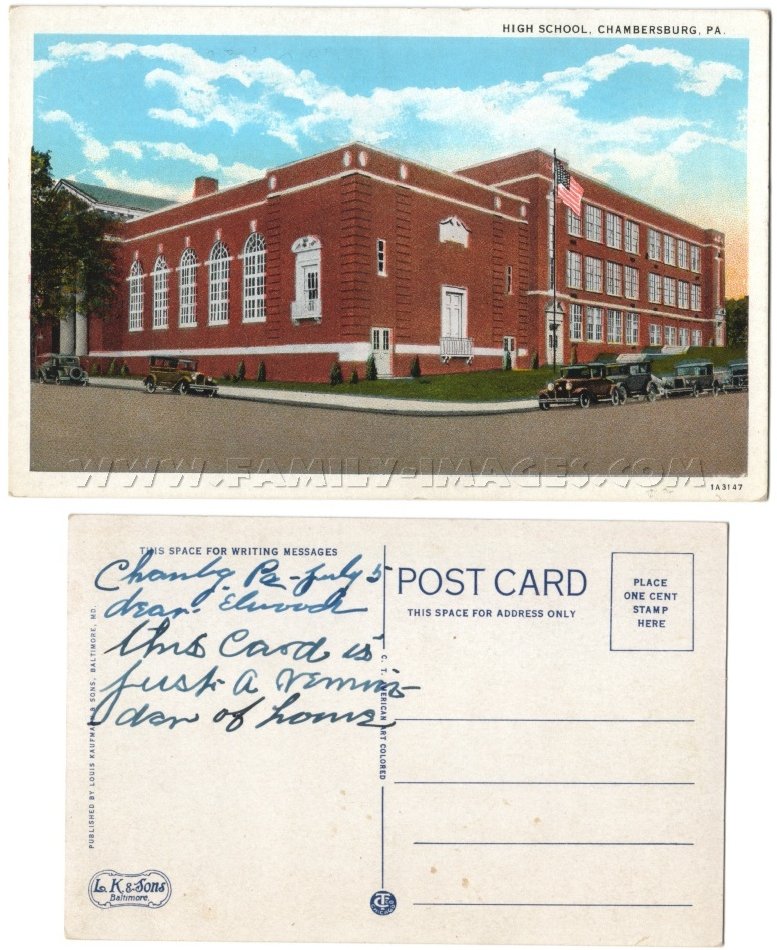 HIGH SCHOOL, CHAMBERSBURG, PA.
WWW.FAMILY-IMAGES.COM
1A3147
THIS SPACE FOR WRITING MESSAGES
Chambg. Pa - July 5
dear. Elwood
this Card is
just a remin-
der of home
PUBLISHED BY LOUIS KAUFMANN & SONS, BALTIMORE, MD.
L. K. & Sons
Baltimore.
C. T. AMERICAN ART COLORED
POST CARD
THIS SPACE FOR ADDRESS ONLY
PLACE
ONE CENT
STAMP
HERE